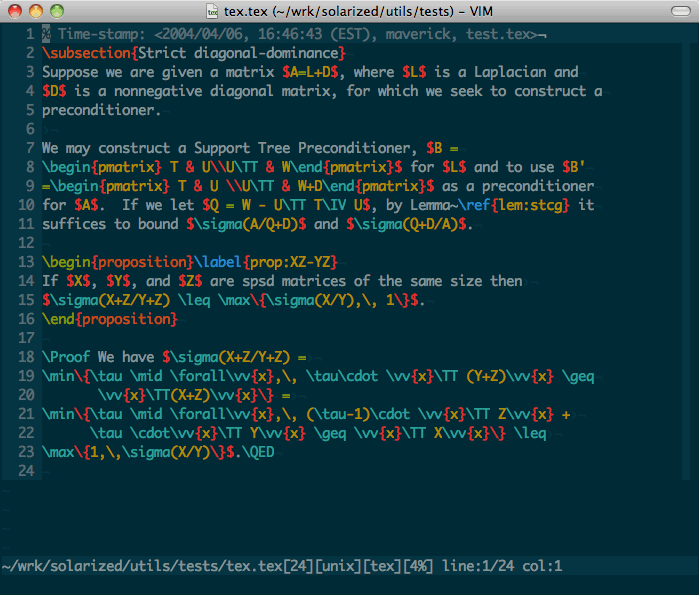 tex.tex (~/wrk/solarized/utils/tests) – VIM
1 % Time-stamp: <2004/04/06, 16:46:43 (EST), maverick, test.tex>¬
2 \subsection{Strict diagonal-dominance}
3 Suppose we are given a matrix $A=L+D$, where $L$ is a Laplacian and
4 $D$ is a nonnegative diagonal matrix, for which we seek to construct a
5 preconditioner.
6
7 We may construct a Support Tree Preconditioner, $B =
8 \begin{pmatrix} T & U\\U\TT & W\end{pmatrix}$ for $L$ and to use $B'
9 =\begin{pmatrix} T & U \\U\TT & W+D\end{pmatrix}$ as a preconditioner
10 for $A$.  If we let $Q = W - U\TT T\IV U$, by Lemma~\ref{lem:stcg} it
11 suffices to bound $\sigma(A/Q+D)$ and $\sigma(Q+D/A)$.
12
13 \begin{proposition}\label{prop:XZ-YZ}
14 If $X$, $Y$, and $Z$ are spsd matrices of the same size then
15 $\sigma(X+Z/Y+Z) \leq \max\{\sigma(X/Y),\, 1\}$.
16 \end{proposition}
17
18 \Proof We have $\sigma(X+Z/Y+Z) =
19 \min\{\tau \mid \forall\vv{x},\, \tau\cdot \vv{x}\TT (Y+Z)\vv{x} \geq
20 \vv{x}\TT(X+Z)\vv{x}\} =
21 \min\{\tau \mid \forall\vv{x},\, (\tau-1)\cdot \vv{x}\TT Z\vv{x} +
22 \tau \cdot\vv{x}\TT Y\vv{x} \geq \vv{x}\TT X\vv{x}\} \leq
23 \max\{1,\,\sigma(X/Y)\}$.\QED
24
~
~
~
~
~/wrk/solarized/utils/tests/tex.tex[24][unix][tex][4%] line:1/24 col:1